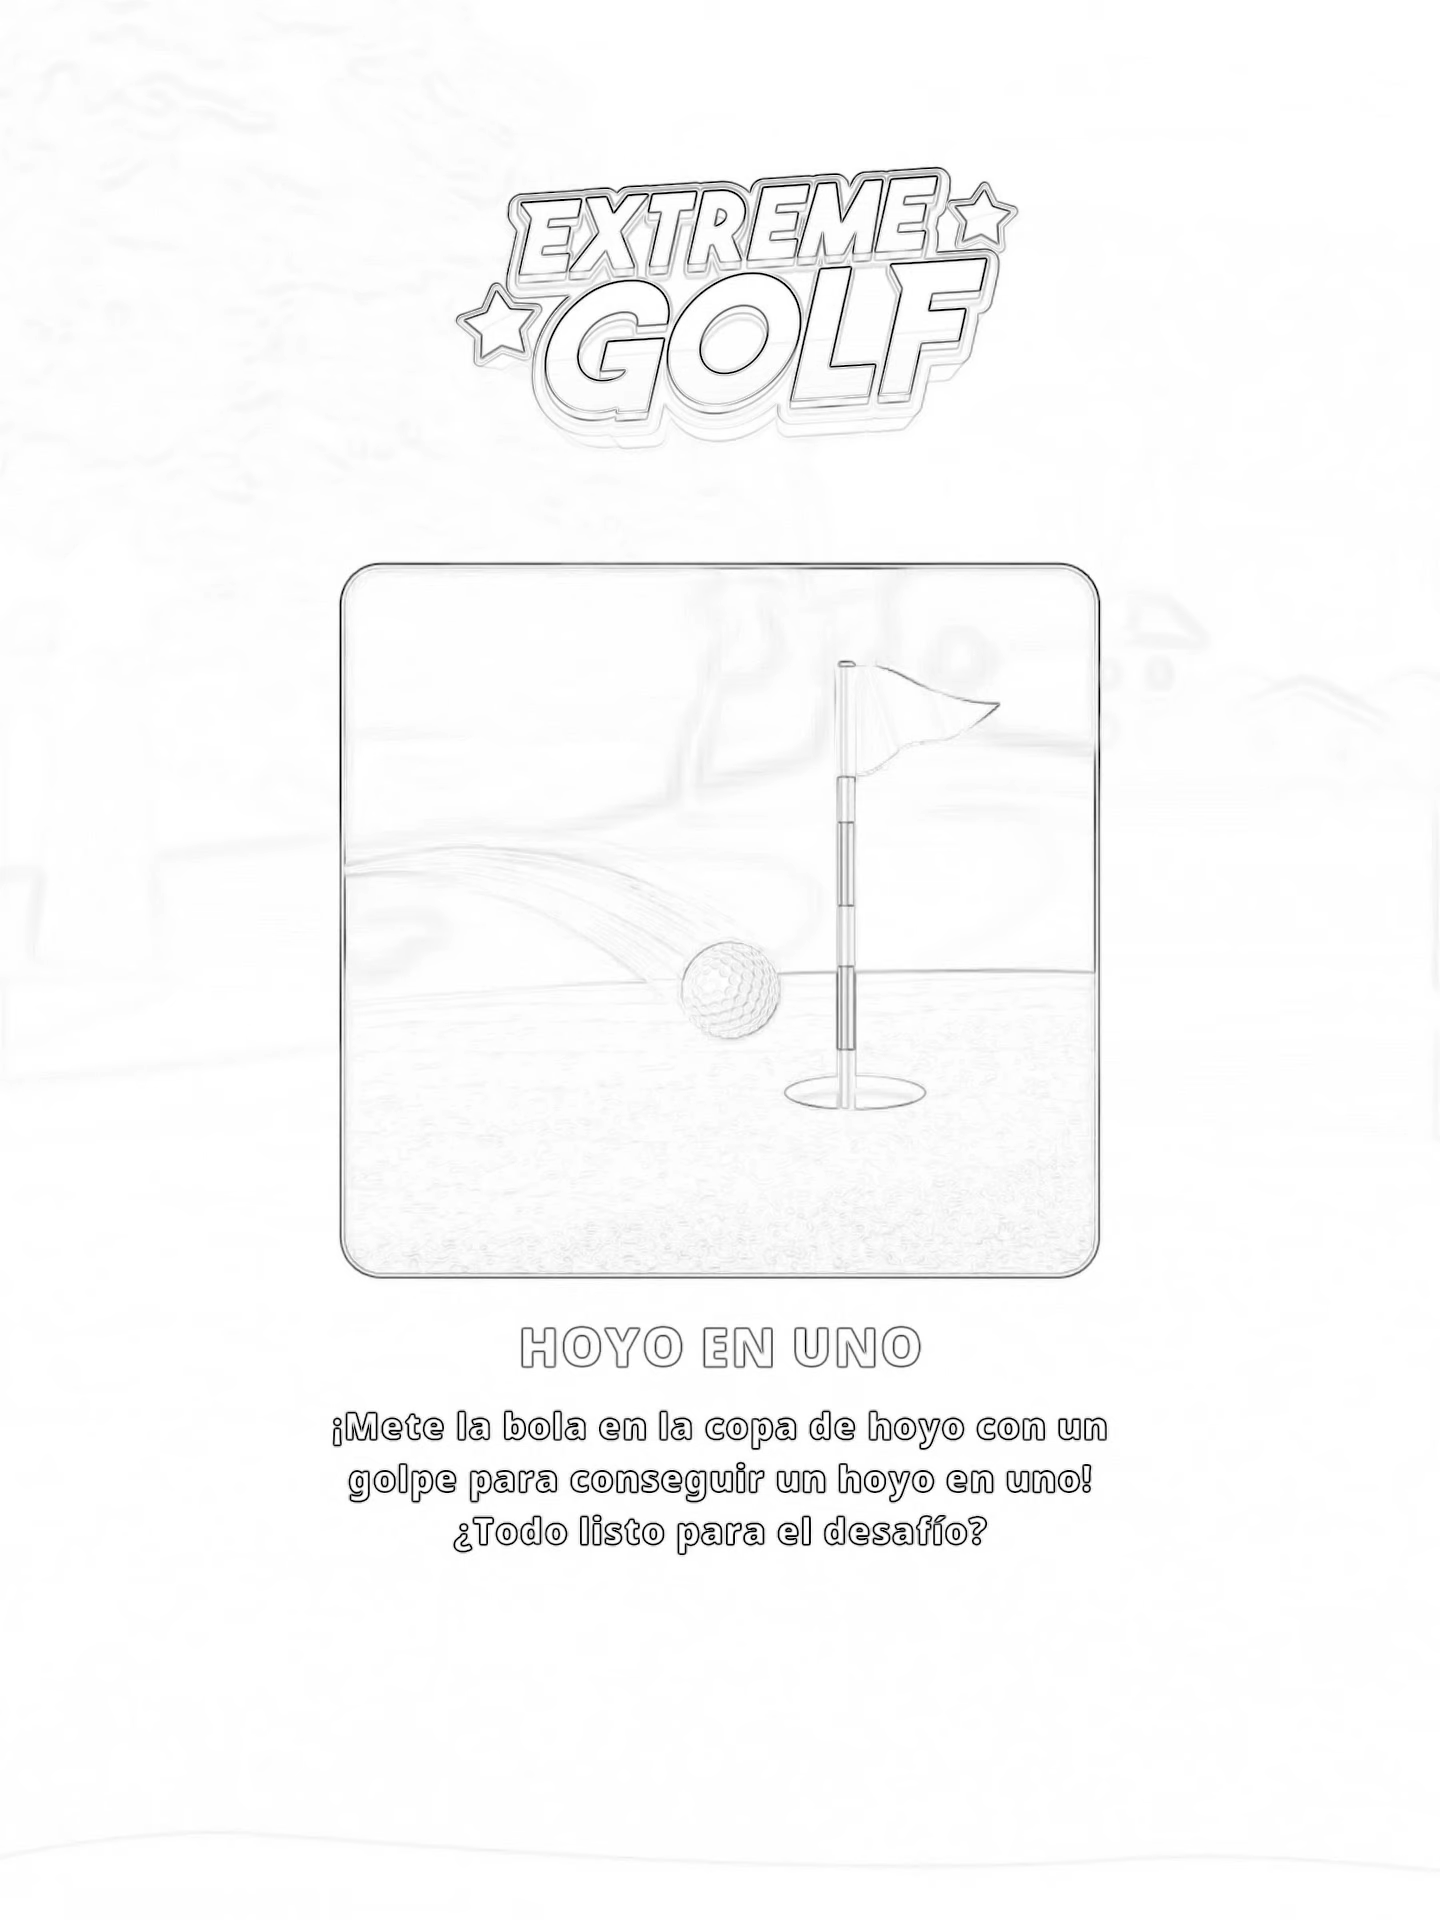 EXTREME
GOLF
HOYO EN UNO
¡Mete la bola en la copa de hoyo con un
golpe para conseguir un hoyo en uno!
¿Todo listo para el desafío?